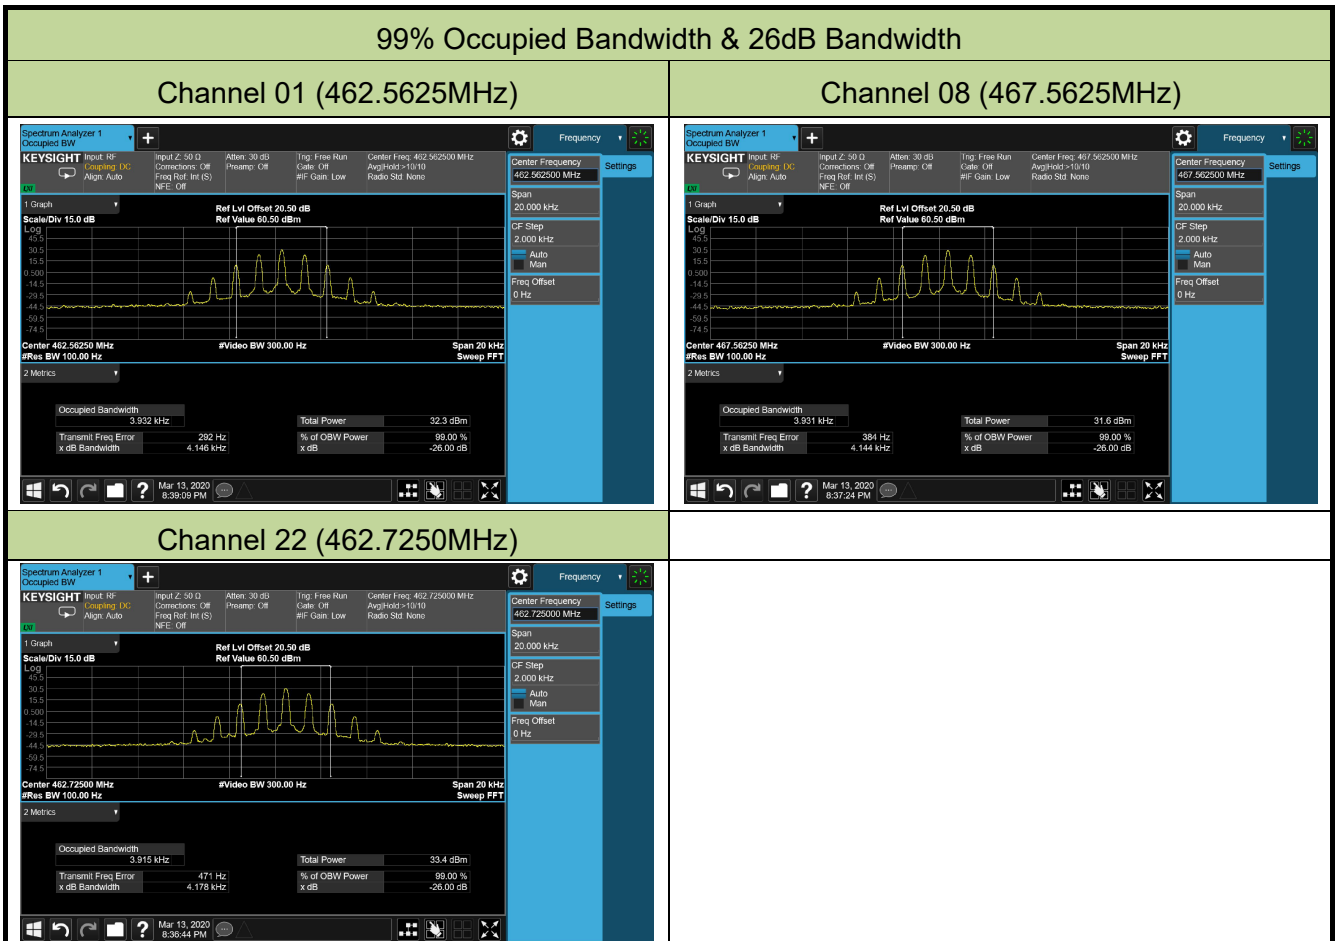 99% Occupied Bandwidth & 26dB Bandwidth
Channel 01 (462.5625MHz)
Channel 08 (467.5625MHz)
Spectrum Analyzer 1
Occupied BW
+
Frequency
KEYSIGHT
Input: RF
Coupling: DC
Align: Auto
Input Z: 50 Ω
Corrections: Off
Freq Ref: Int (S)
NFE: Off
Atten: 30 dB
Preamp: Off
Trig: Free Run
Gate: Off
#IF Gain: Low
Center Freq: 462.562500 MHz
Avg|Hold:>10/10
Radio Std: None
Center Frequency
462.562500 MHz
Settings
Span
20.000 kHz
CF Step
2.000 kHz
Auto
Man
Freq Offset
0 Hz
1 Graph
Scale/Div 15.0 dB
Ref Lvl Offset 20.50 dB
Ref Value 60.50 dBm
Log
45.5
30.5
15.5
0.500
-14.5
-29.5
-44.5
-59.5
-74.5
Center 462.56250 MHz
#Res BW 100.00 Hz
#Video BW 300.00 Hz
Span 20 kHz
Sweep FFT
2 Metrics
Occupied Bandwidth
3.932 kHz
Total Power 32.3 dBm
Transmit Freq Error 292 Hz
x dB Bandwidth 4.146 kHz
% of OBW Power 99.00 %
x dB -26.00 dB
?
Mar 13, 2020
8:39:09 PM
Spectrum Analyzer 1
Occupied BW
+
Frequency
KEYSIGHT
Input: RF
Coupling: DC
Align: Auto
Input Z: 50 Ω
Corrections: Off
Freq Ref: Int (S)
NFE: Off
Atten: 30 dB
Preamp: Off
Trig: Free Run
Gate: Off
#IF Gain: Low
Center Freq: 467.562500 MHz
Avg|Hold:>10/10
Radio Std: None
Center Frequency
467.562500 MHz
Settings
Span
20.000 kHz
CF Step
2.000 kHz
Auto
Man
Freq Offset
0 Hz
1 Graph
Scale/Div 15.0 dB
Ref Lvl Offset 20.50 dB
Ref Value 60.50 dBm
Log
45.5
30.5
15.5
0.500
-14.5
-29.5
-44.5
-59.5
-74.5
Center 467.56250 MHz
#Res BW 100.00 Hz
#Video BW 300.00 Hz
Span 20 kHz
Sweep FFT
2 Metrics
Occupied Bandwidth
3.931 kHz
Total Power 31.6 dBm
Transmit Freq Error 384 Hz
x dB Bandwidth 4.144 kHz
% of OBW Power 99.00 %
x dB -26.00 dB
?
Mar 13, 2020
8:37:24 PM
Channel 22 (462.7250MHz)
Spectrum Analyzer 1
Occupied BW
+
Frequency
KEYSIGHT
Input: RF
Coupling: DC
Align: Auto
Input Z: 50 Ω
Corrections: Off
Freq Ref: Int (S)
NFE: Off
Atten: 30 dB
Preamp: Off
Trig: Free Run
Gate: Off
#IF Gain: Low
Center Freq: 462.725000 MHz
Avg|Hold:>10/10
Radio Std: None
Center Frequency
462.725000 MHz
Settings
Span
20.000 kHz
CF Step
2.000 kHz
Auto
Man
Freq Offset
0 Hz
1 Graph
Scale/Div 15.0 dB
Ref Lvl Offset 20.50 dB
Ref Value 60.50 dBm
Log
45.5
30.5
15.5
0.500
-14.5
-29.5
-44.5
-59.5
-74.5
Center 462.72500 MHz
#Res BW 100.00 Hz
#Video BW 300.00 Hz
Span 20 kHz
Sweep FFT
2 Metrics
Occupied Bandwidth
3.915 kHz
Total Power 33.4 dBm
Transmit Freq Error 471 Hz
x dB Bandwidth 4.178 kHz
% of OBW Power 99.00 %
x dB -26.00 dB
?
Mar 13, 2020
8:36:44 PM